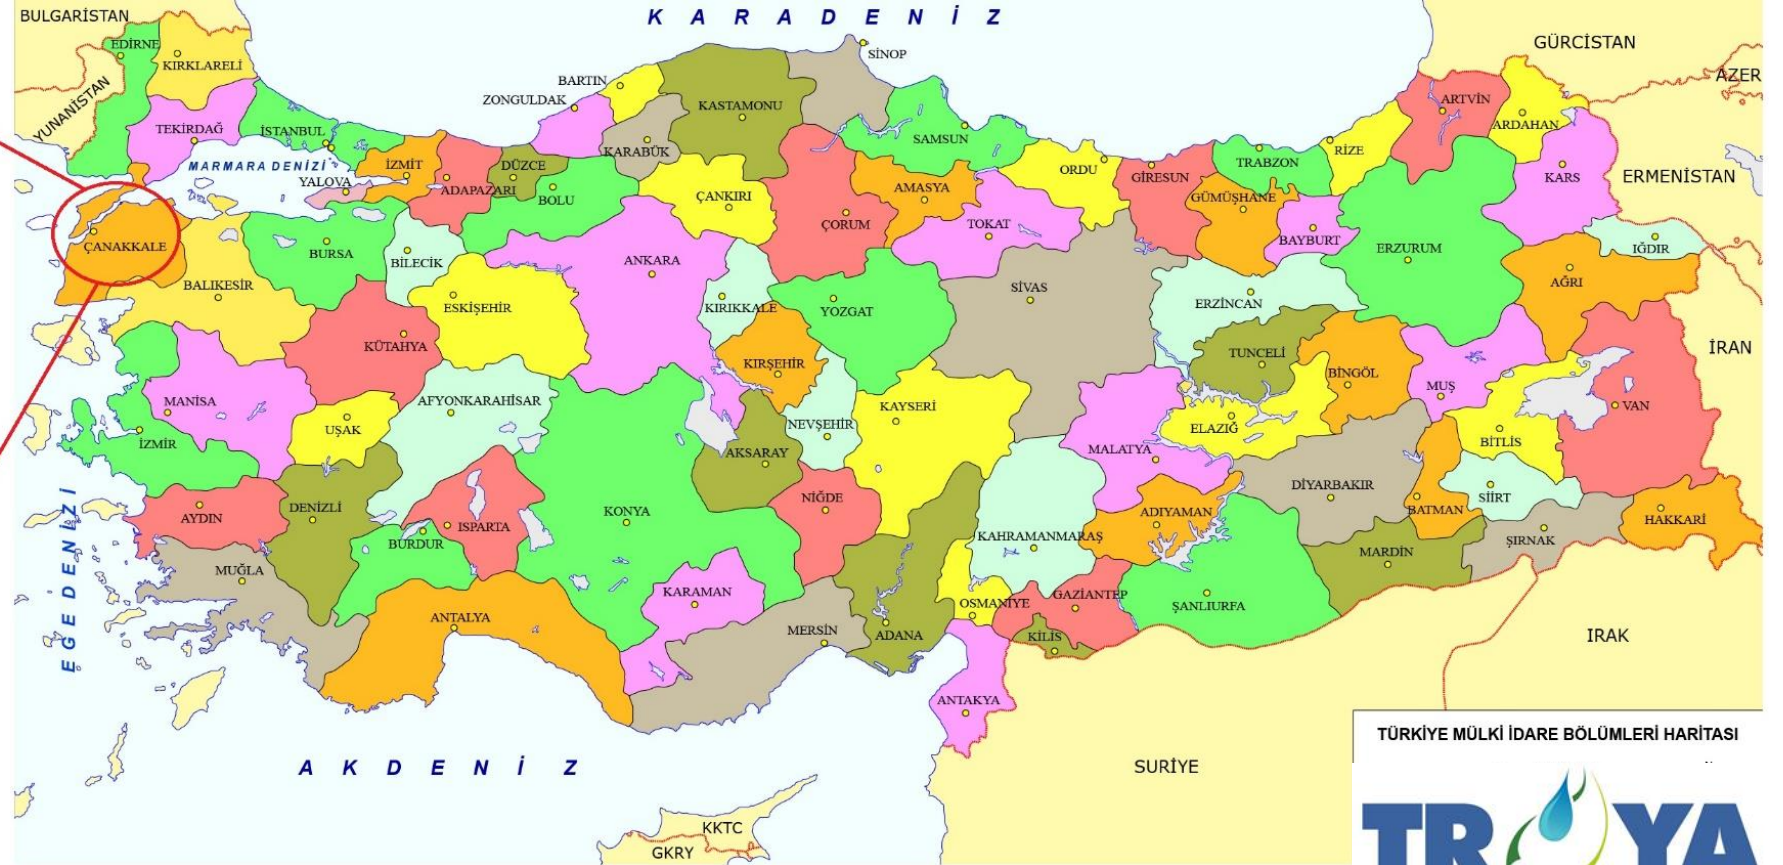 K A R A D E N İ Z
BULGARİSTAN
YUNANİSTAN
GÜRCİSTAN
AZER
ERMENİSTAN
İRAN
IRAK
SURİYE
KKTC
GKRY
MARMARA DENİZİ
EGE DENİZİ
A K D E N İ Z
EDİRNE
KIRKLARELİ
TEKİRDAĞ
İSTANBUL
YALOVA
İZMİT
ADAPAZARI
DÜZCE
BOLU
ZONGULDAK
BARTIN
KARABÜK
KASTAMONU
SİNOP
SAMSUN
ÇANKIRI
ÇORUM
AMASYA
TOKAT
ORDU
GİRESUN
TRABZON
GÜMÜŞHANE
RİZE
BAYBURT
ARTVİN
ARDAHAN
KARS
IĞDIR
ERZURUM
AĞRI
ÇANAKKALE
BALIKESİR
BURSA
BİLECİK
ESKİŞEHİR
KÜTAHYA
ANKARA
KIRIKKALE
KIRŞEHİR
YOZGAT
SİVAS
ERZİNCAN
TUNCELİ
BİNGÖL
MUŞ
BİTLİS
VAN
MANİSA
İZMİR
UŞAK
AFYONKARAHİSAR
AKSARAY
NEVŞEHİR
KAYSERİ
MALATYA
ELAZIĞ
DİYARBAKIR
BATMAN
SİİRT
ŞIRNAK
HAKKARİ
AYDIN
DENİZLİ
BURDUR
ISPARTA
KONYA
NİĞDE
KAHRAMANMARAŞ
ADIYAMAN
ŞANLIURFA
MARDİN
MUĞLA
ANTALYA
KARAMAN
MERSİN
ADANA
OSMANİYE
GAZİANTEP
KİLİS
ANTAKYA
TÜRKİYE MÜLKİ İDARE BÖLÜMLERİ HARİTASI
TROYA